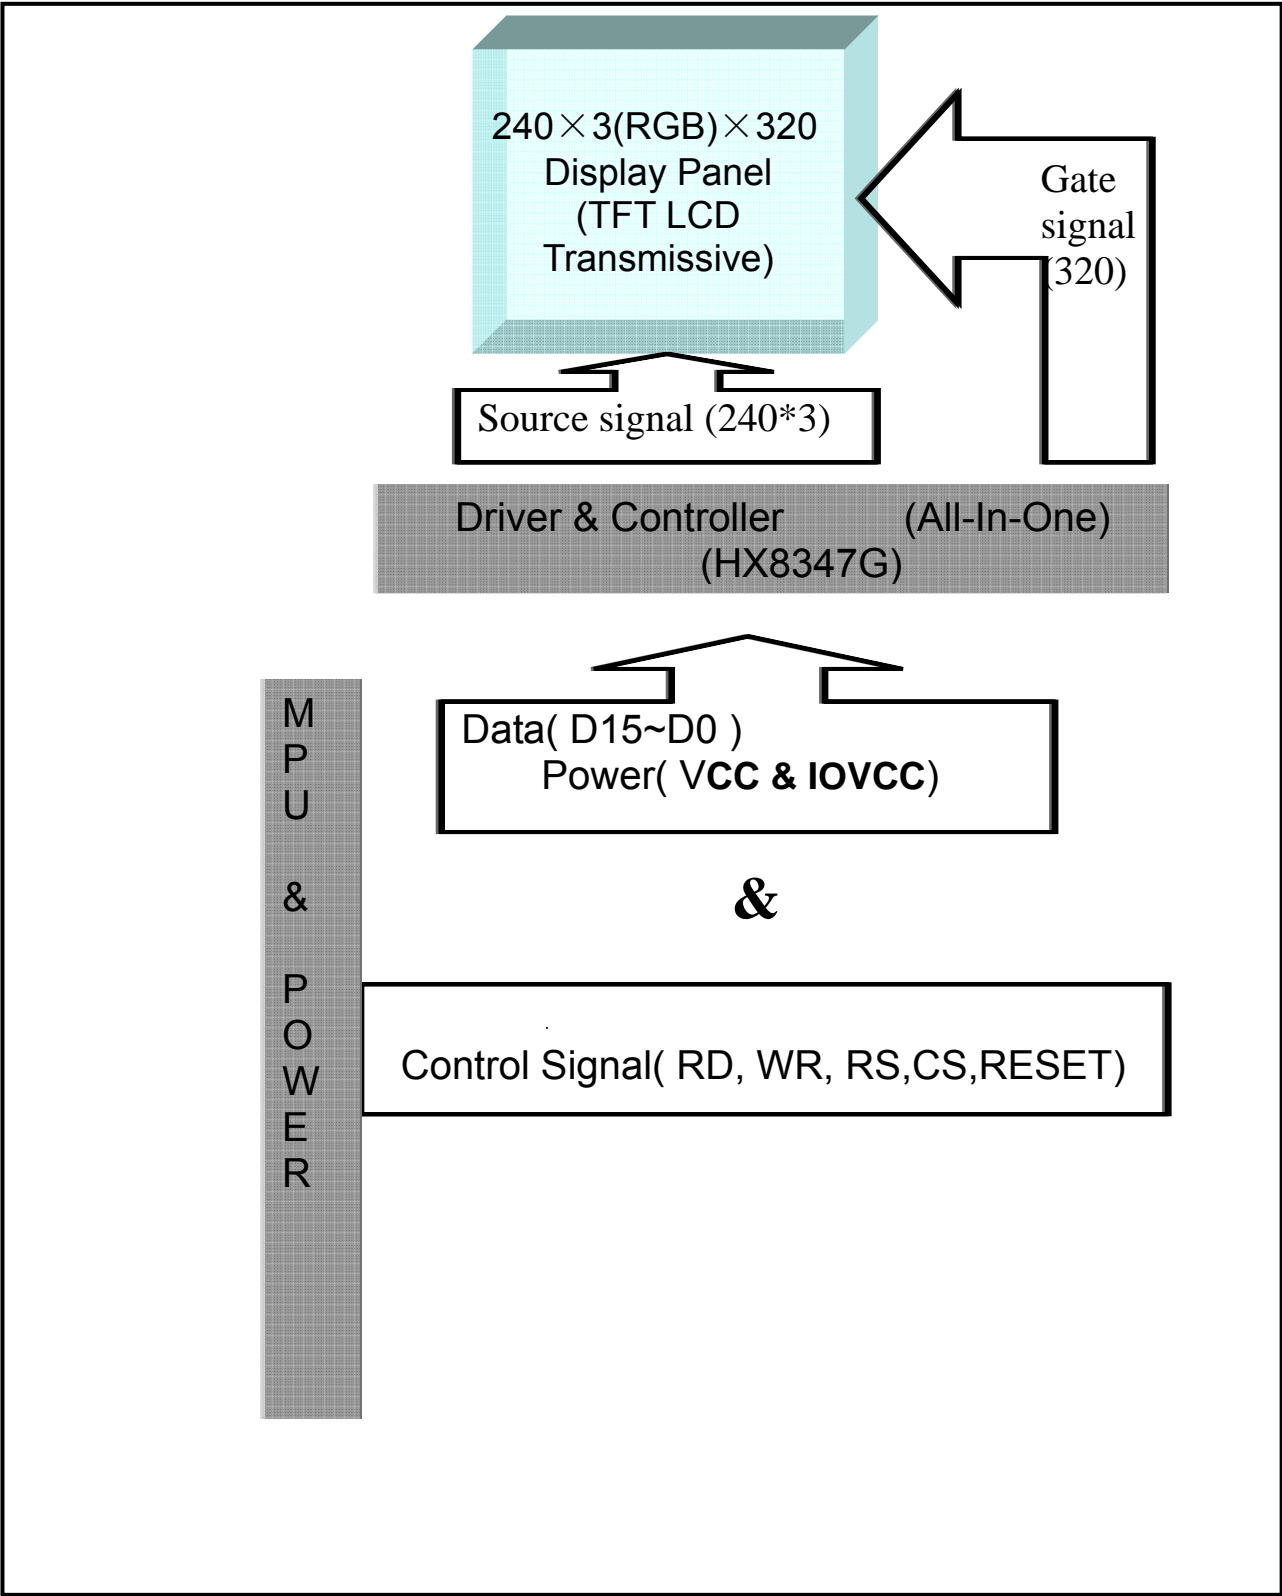 240×3(RGB)×320
Display Panel
(TFT LCD
Transmissive)
Gate
signal
(320)
Source signal (240*3)
Driver & Controller (All-In-One)
(HX8347G)
M
P
U
&
P
O
W
E
R
Data( D15~D0 )
Power( VCC & IOVCC)
&
Control Signal( RD, WR, RS,CS,RESET)